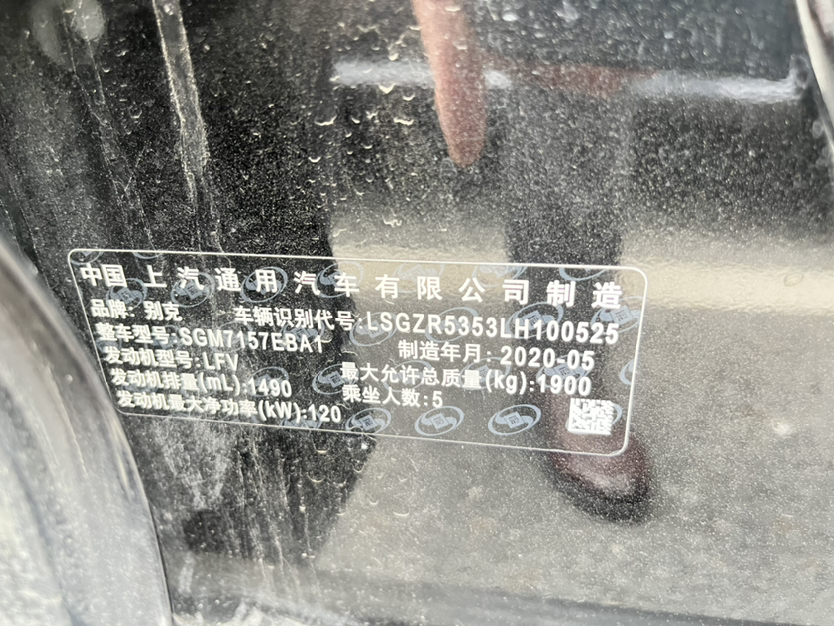 中国 上汽通用汽车有限公司制造
品牌: 别克 车辆识别代号:LSGZR5353LH100525
整车型号:SGM7157EBA1 制造年月: 2020-05
发动机型号: LFV 最大允许总质量(kg):1900
发动机排量(mL):1490 乘坐人数:5
发动机最大净功率(kW):120